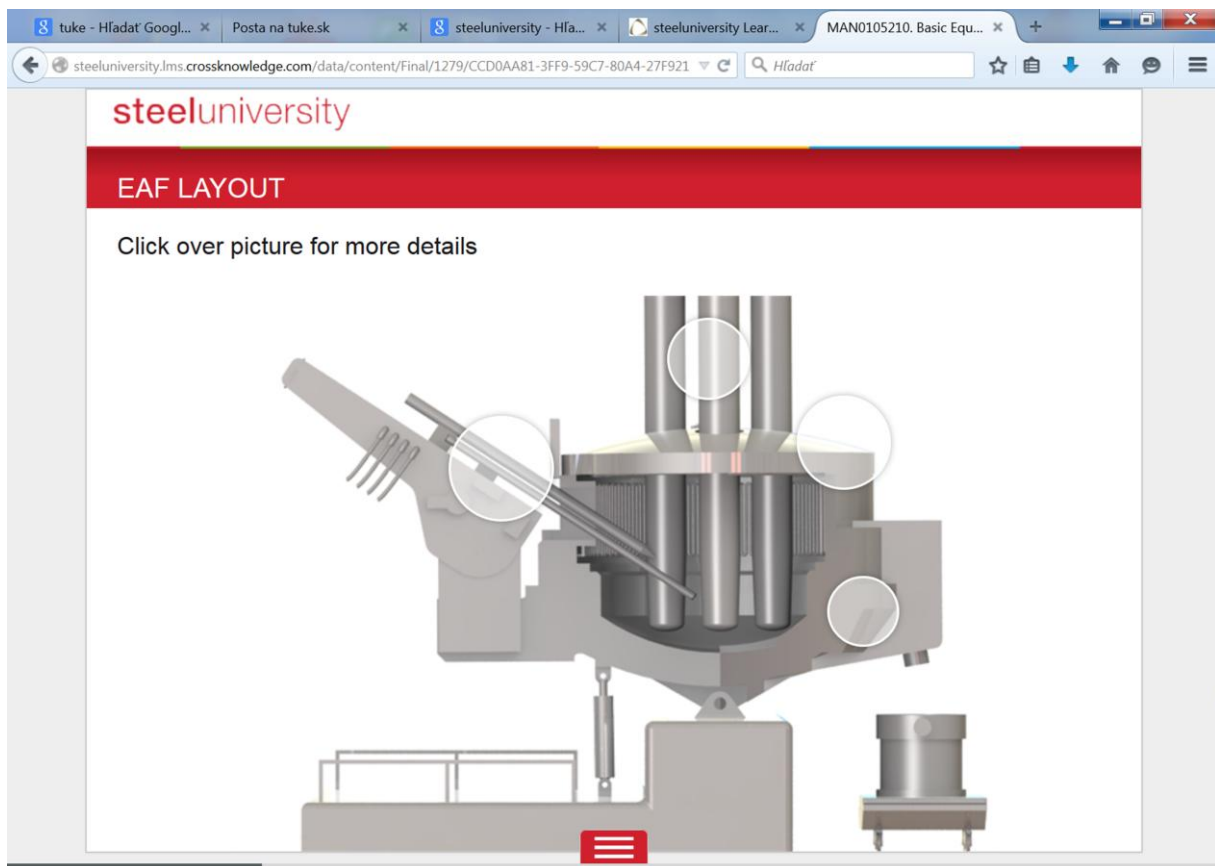 tuke - Hľadať Googl...
Posta na tuke.sk
steeluniversity - Hľa...
steeluniversity Lear...
MAN0105210. Basic Equ...
steeluniversity.lms.crossknowledge.com/data/content/Final/1279/CCD0AA81-3FF9-59C7-80A4-27F921
Hľadať
steeluniversity
EAF LAYOUT
Click over picture for more details